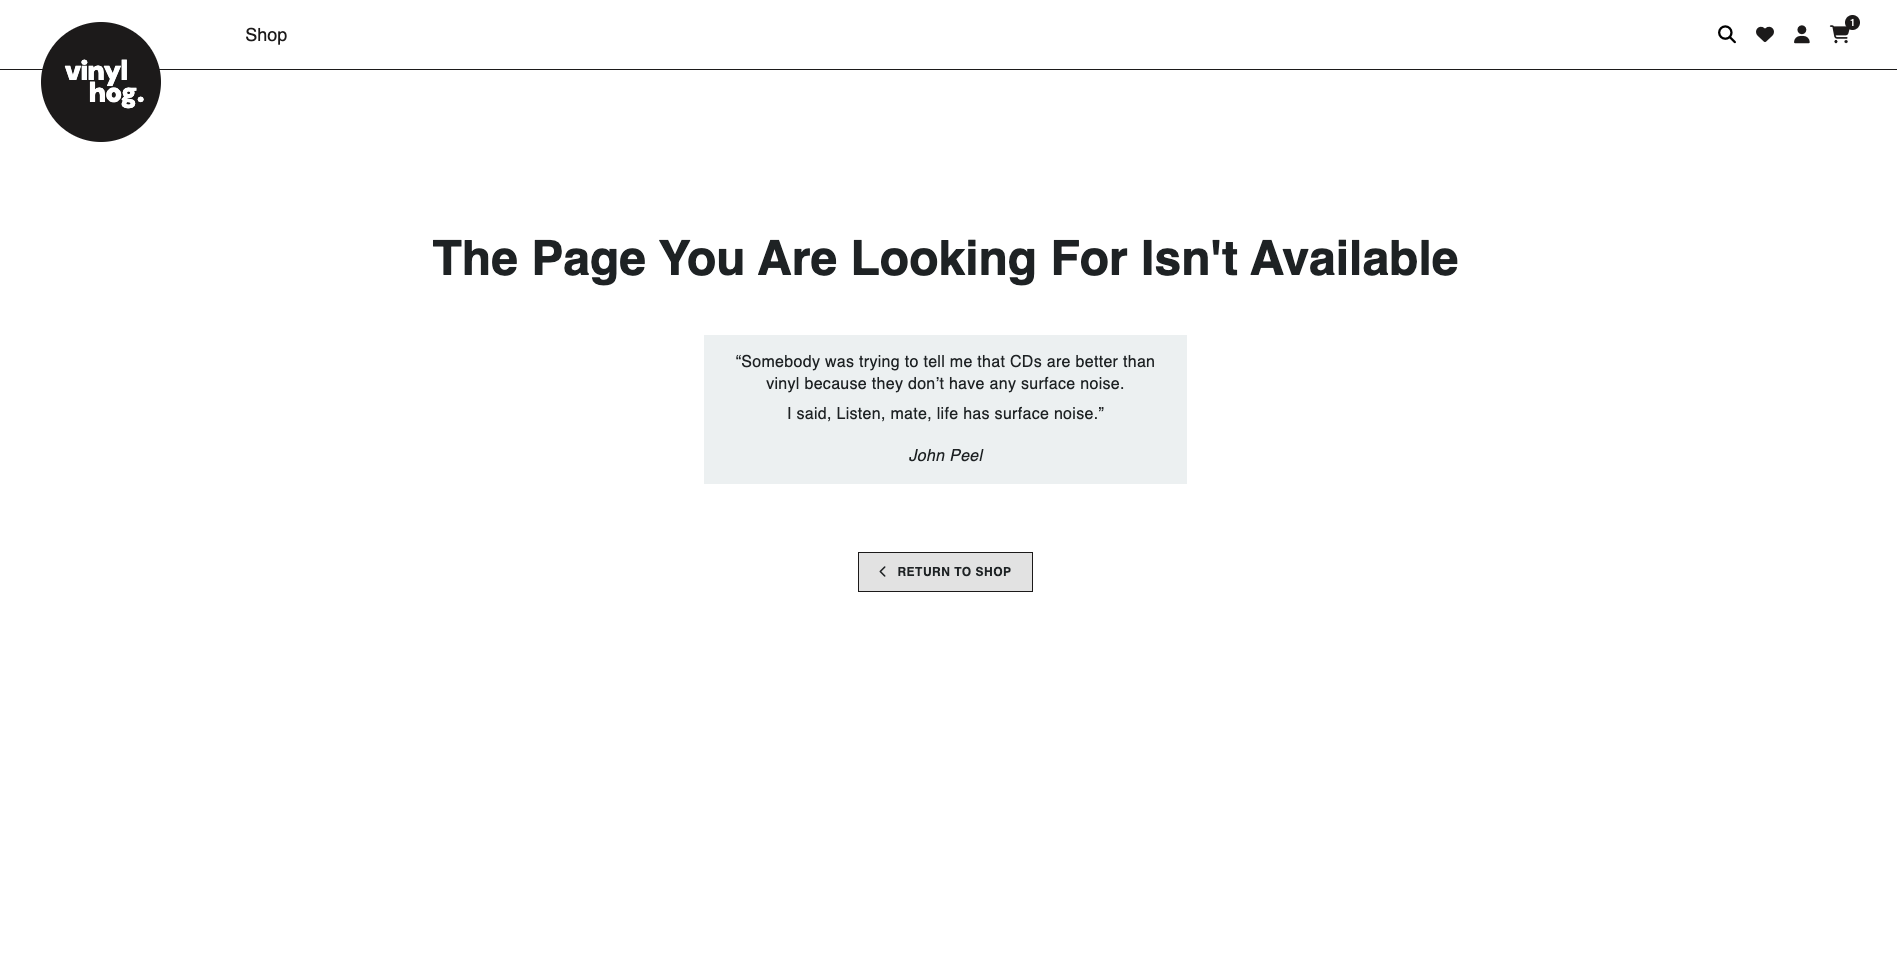 vinyl
hog.
Shop
1
The Page You Are Looking For Isn't Available
“Somebody was trying to tell me that CDs are better than
vinyl because they don’t have any surface noise.
I said, Listen, mate, life has surface noise.”
John Peel
RETURN TO SHOP